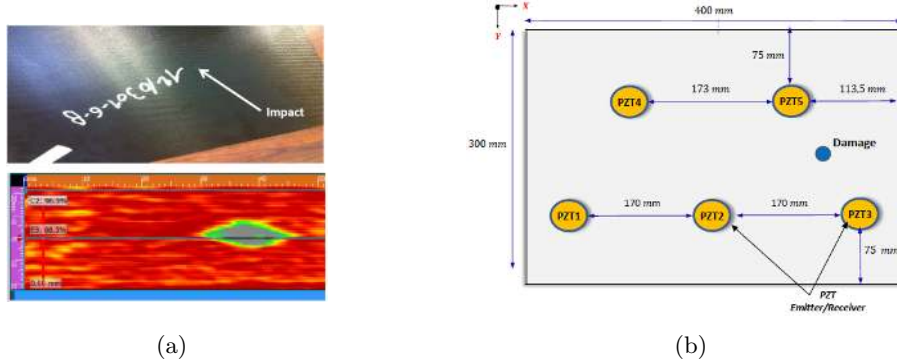 Impact
(a)
X
Y
400 mm
75 mm
PZT4
173 mm
PZT5
113,5 mm
300 mm
Damage
PZT1
170 mm
PZT2
170 mm
PZT3
75 mm
PZT
Emitter/Receiver
(b)